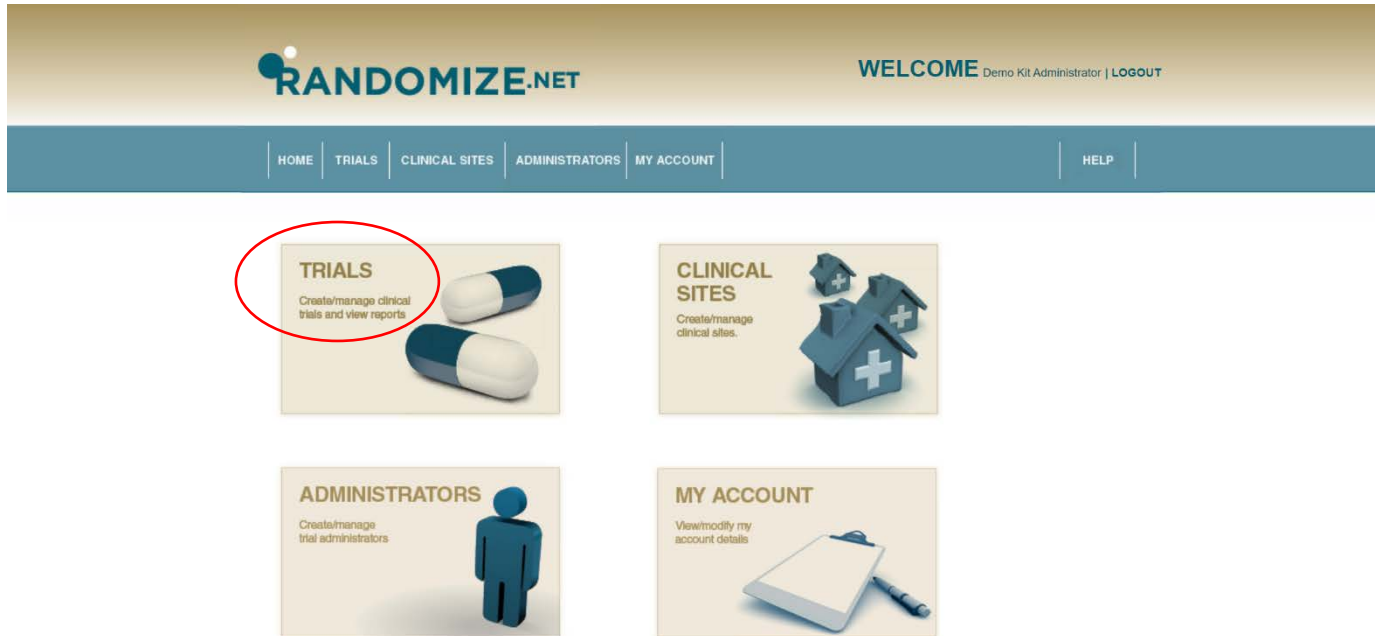 RANDOMIZE.NET
WELCOME Demo Kit Administrator | LOGOUT
HOME TRIALS CLINICAL SITES ADMINISTRATORS MY ACCOUNT HELP
TRIALS
Create/manage clinical
trials and view reports
CLINICAL
SITES
Create/manage
clinical sites.
ADMINISTRATORS
Create/manage
trial administrators
MY ACCOUNT
View/modify my
account details